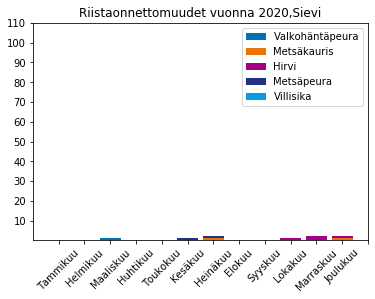 Riistaonnettomuudet vuonna 2020,Sievi
Valkohäntäpeura
Metsäkauris
Hirvi
Metsäpeura
Villisika
110
100
90
80
70
60
50
40
30
20
10
Tammikuu
Helmikuu
Maaliskuu
Huhtikuu
Toukokuu
Kesäkuu
Heinäkuu
Elokuu
Syyskuu
Lokakuu
Marraskuu
Joulukuu